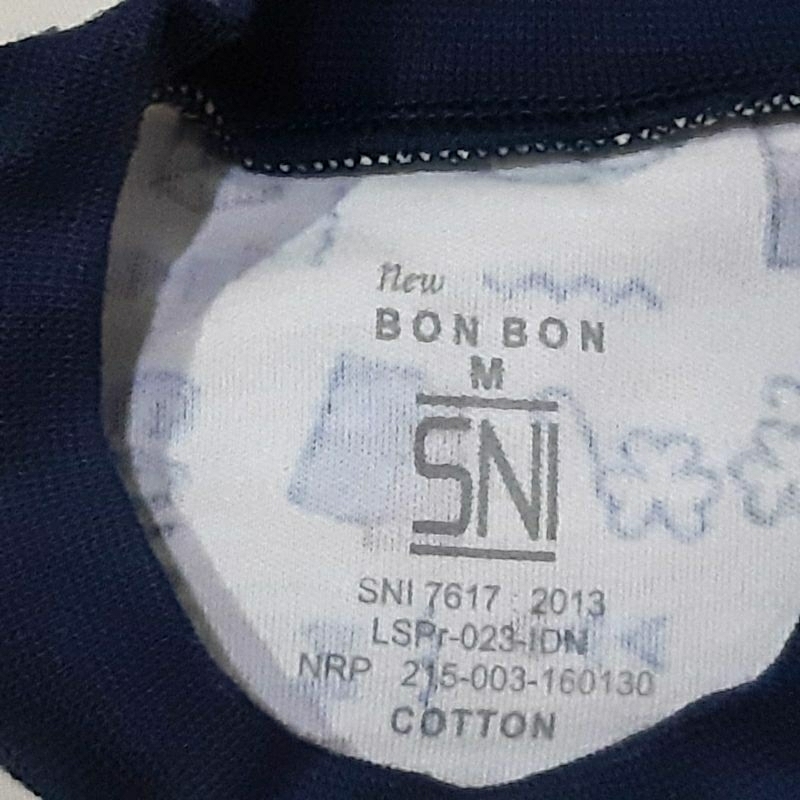 New
BON BON
M
SNI
SNI 7617 : 2013
LSPr-023-IDN
NRP 215-003-160130
COTTON